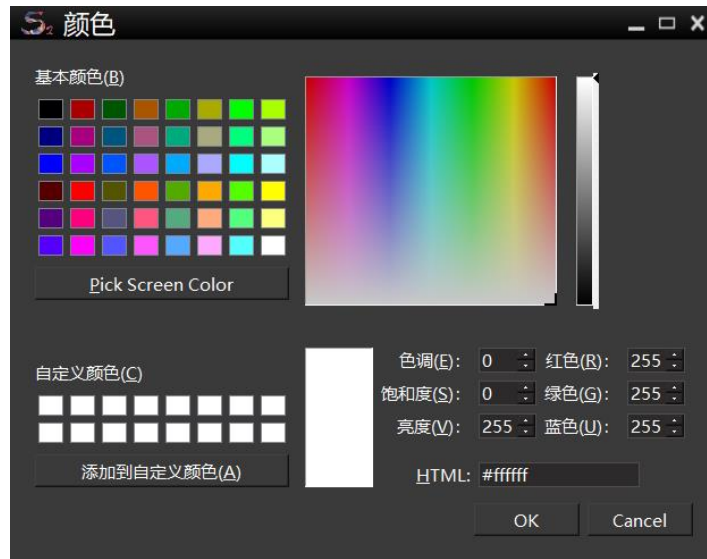 S2 颜色
基本颜色(B)
Pick Screen Color
自定义颜色(C)
添加到自定义颜色(A)
色调(E): 0 红色(R): 255
饱和度(S): 0 绿色(G): 255
亮度(V): 255 蓝色(U): 255
HTML: #ffffff
OK Cancel